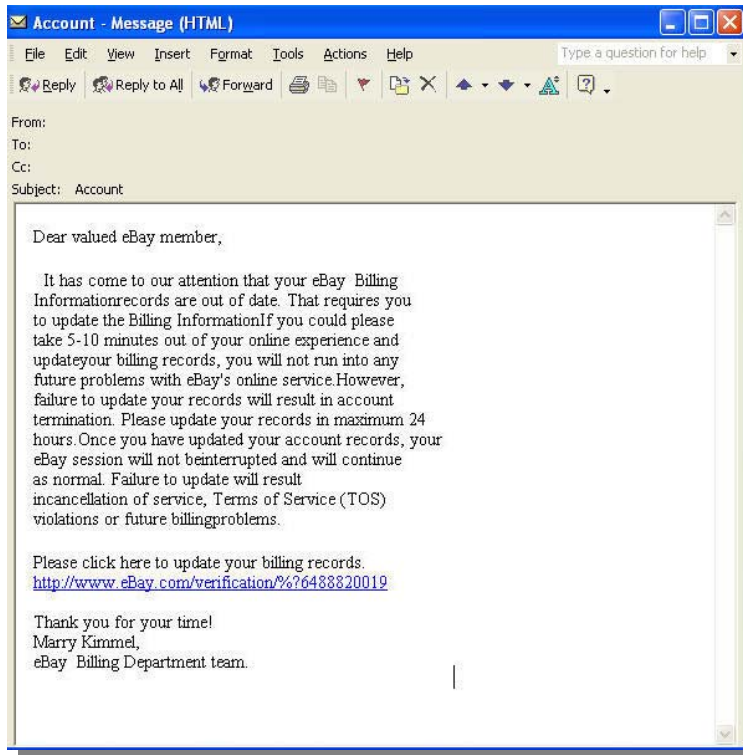 Account - Message (HTML)
File Edit View Insert Format Tools Actions Help Type a question for help
Reply Reply to All Forward
From:
To:
Cc:
Subject: Account
Dear valued eBay member,
It has come to our attention that your eBay Billing
Informationrecords are out of date. That requires you
to update the Billing InformationIf you could please
take 5-10 minutes out of your online experience and
updateyour billing records, you will not run into any
future problems with eBay's online service.However,
failure to update your records will result in account
termination. Please update your records in maximum 24
hours.Once you have updated your account records, your
eBay session will not beinterrupted and will continue
as normal. Failure to update will result
incancellation of service, Terms of Service (TOS)
violations or future billingproblems.
Please click here to update your billing records.
http://www.eBay.com/verification/%?6488820019
Thank you for your time!
Marry Kimmel,
eBay Billing Department team.